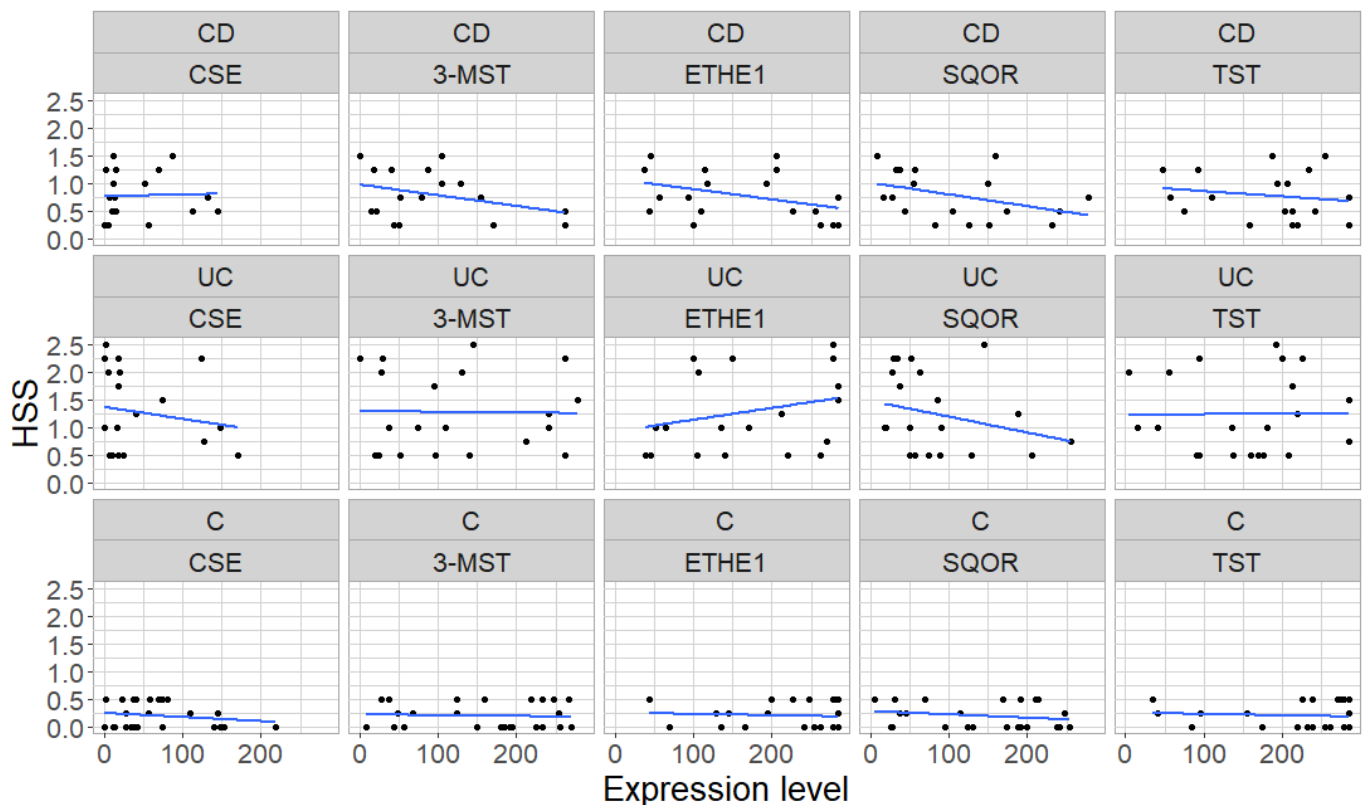 CD CD CD CD CD
CSE 3-MST ETHE1 SQOR TST
2.5
2.0
1.5
1.0
0.5
0.0
UC UC UC UC UC
CSE 3-MST ETHE1 SQOR TST
2.5
2.0
1.5
1.0
0.5
0.0
HSS
C C C C C
CSE 3-MST ETHE1 SQOR TST
2.5
2.0
1.5
1.0
0.5
0.0
0 100 200 0 100 200 0 100 200 0 100 200 0 100 200
Expression level